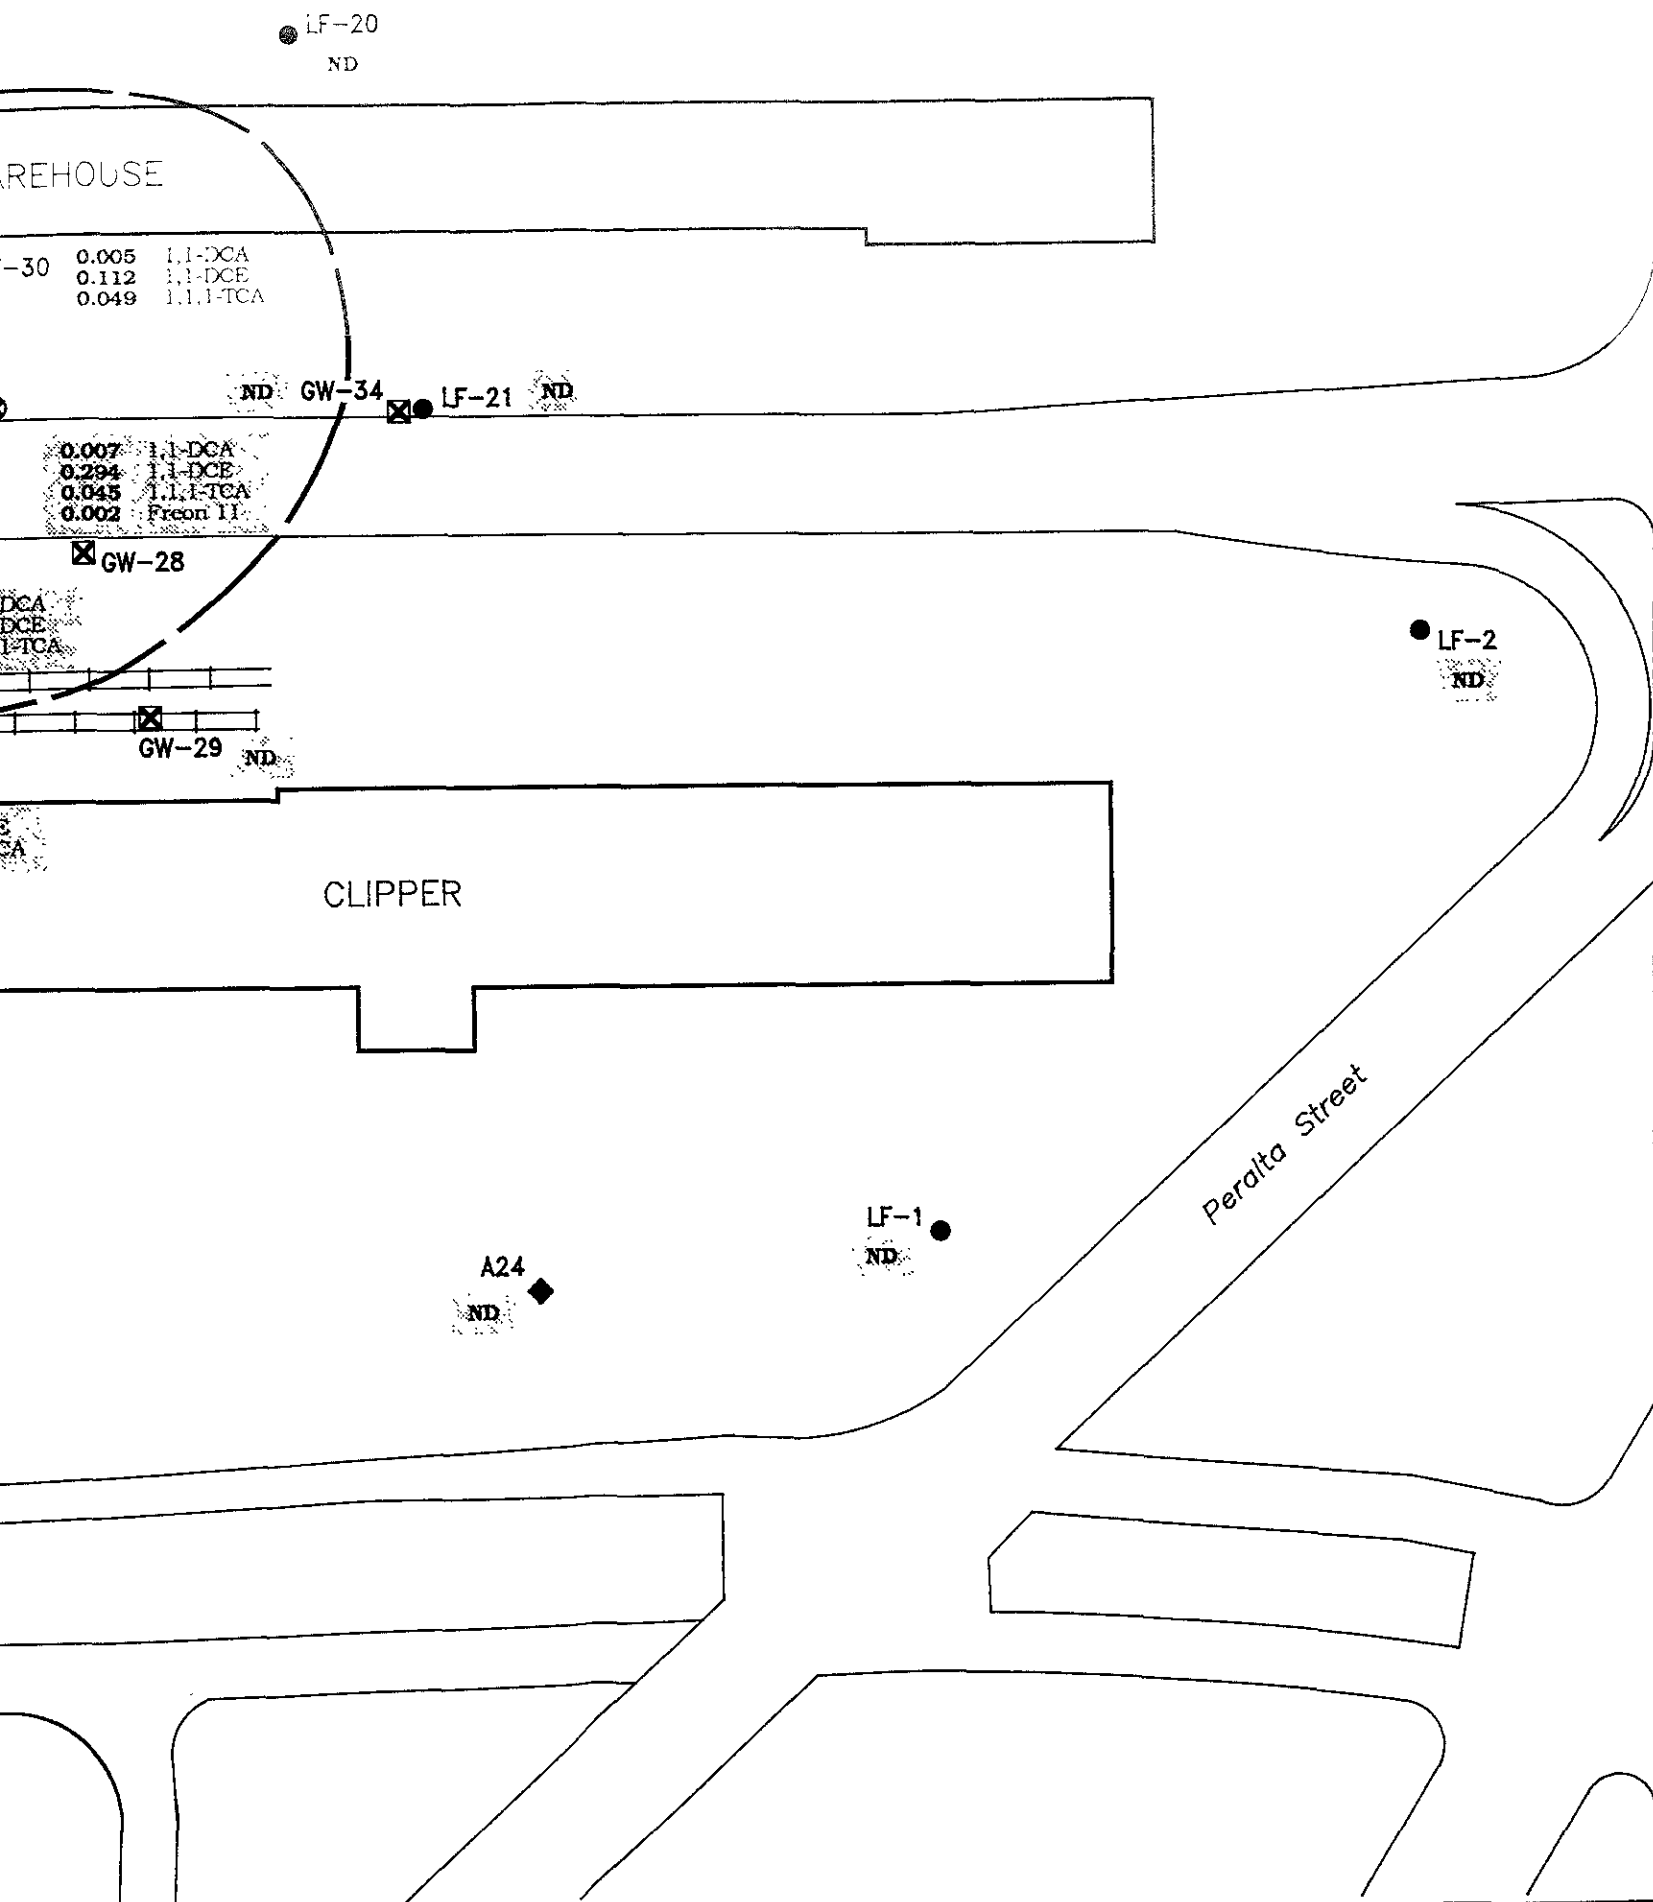 LF-20
ND
AREHOUSE
-30
0.005 1,1-DCA
0.112 1,1-DCE
0.049 1,1,1-TCA
ND
GW-34
LF-21
ND
0.007 1,1-DCA
0.294 1,1-DCE
0.045 1,1,1-TCA
0.002 Freon 11
GW-28
DCA
DCE
1-TCA
LF-2
ND
GW-29
ND
E
CA
CLIPPER
Peralta Street
LF-1
ND
A24
ND